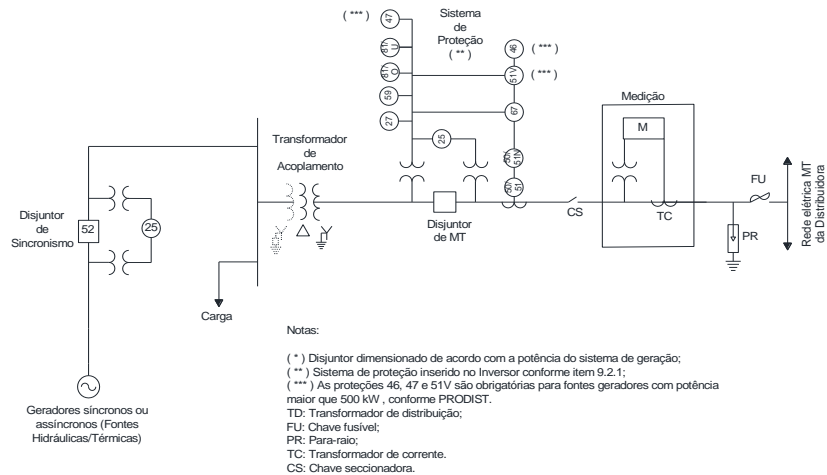 ( *** )
47
81/
U
81/
O
59
27
Sistema
de
Proteção
( ** )
46
( *** )
51V
( *** )
67
25
50/
51N
50/
51
Medição
M
TC
FU
PR
CS
Rede elétrica MT
da Distribuidora
Transformador
de
Acoplamento
Disjuntor
de MT
Disjuntor
de
Sincronismo
52
25
Carga
Geradores síncronos ou
assíncronos (Fontes
Hidráulicas/Térmicas)
Notas:
( * ) Disjuntor dimensionado de acordo com a potência do sistema de geração;
( ** ) Sistema de proteção inserido no Inversor conforme item 9.2.1;
( *** ) As proteções 46, 47 e 51V são obrigatórias para fontes geradores com potência
maior que 500 kW , conforme PRODIST.
TD: Transformador de distribuição;
FU: Chave fusível;
PR: Para-raio;
TC: Transformador de corrente.
CS: Chave seccionadora.